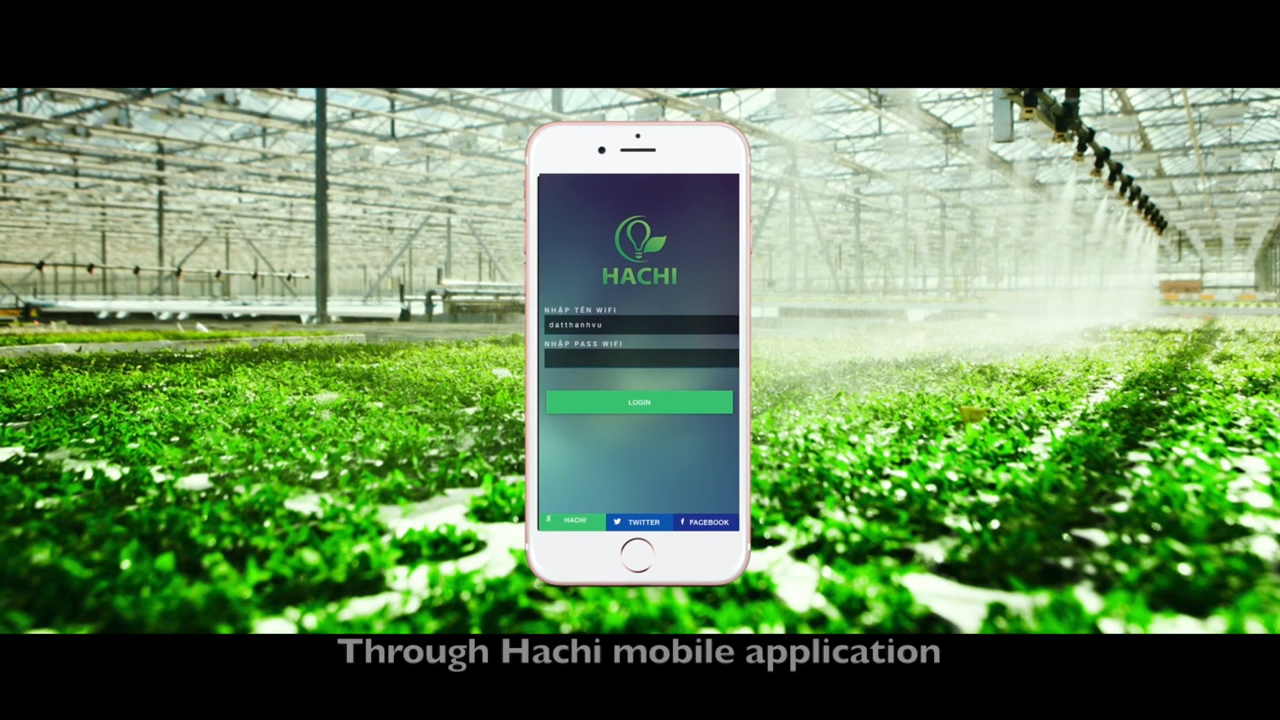 HACHI
NHẬP TÊN WIFI
datthanhvu
NHẬP PASS WIFI
LOGIN
HACHI
TWITTER
FACEBOOK
Through Hachi mobile application